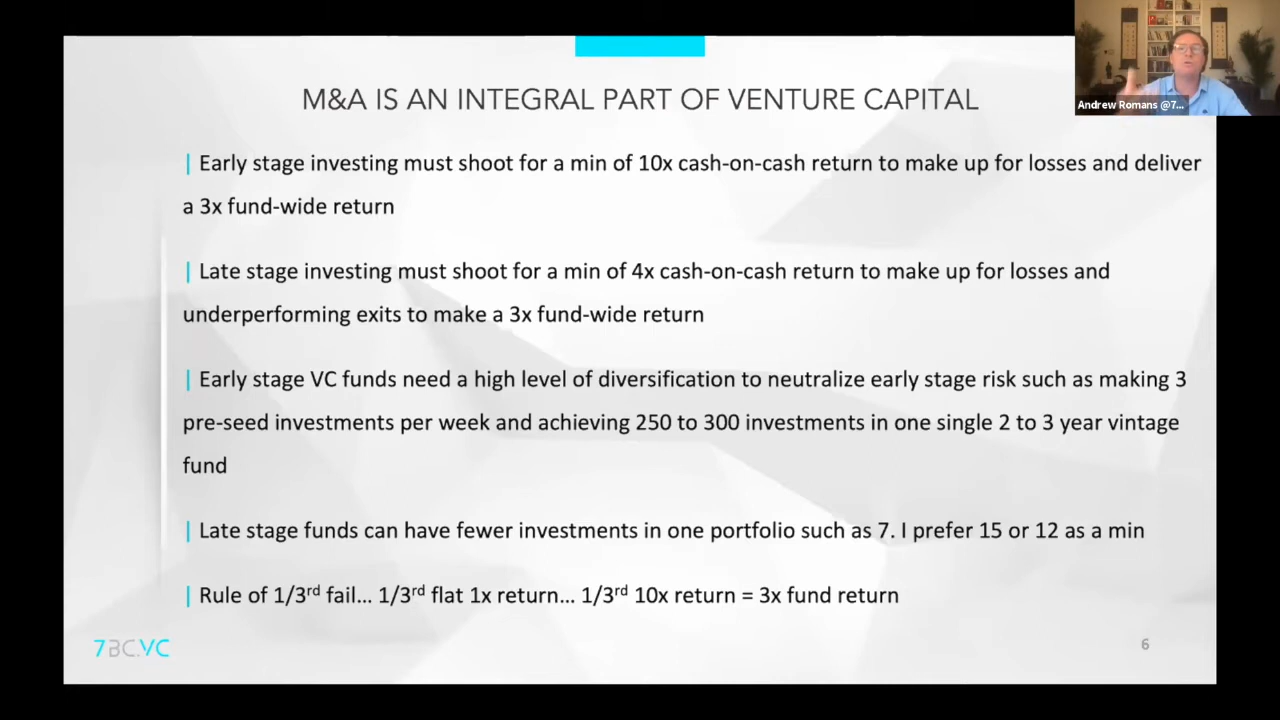 M&A IS AN INTEGRAL PART OF VENTURE CAPITAL
Andrew Romans @7...
| Early stage investing must shoot for a min of 10x cash-on-cash return to make up for losses and deliver
a 3x fund-wide return
| Late stage investing must shoot for a min of 4x cash-on-cash return to make up for losses and
underperforming exits to make a 3x fund-wide return
| Early stage VC funds need a high level of diversification to neutralize early stage risk such as making 3
pre-seed investments per week and achieving 250 to 300 investments in one single 2 to 3 year vintage
fund
| Late stage funds can have fewer investments in one portfolio such as 7. I prefer 15 or 12 as a min
| Rule of 1/3rd fail... 1/3rd flat 1x return... 1/3rd 10x return = 3x fund return
7BC.VC
6